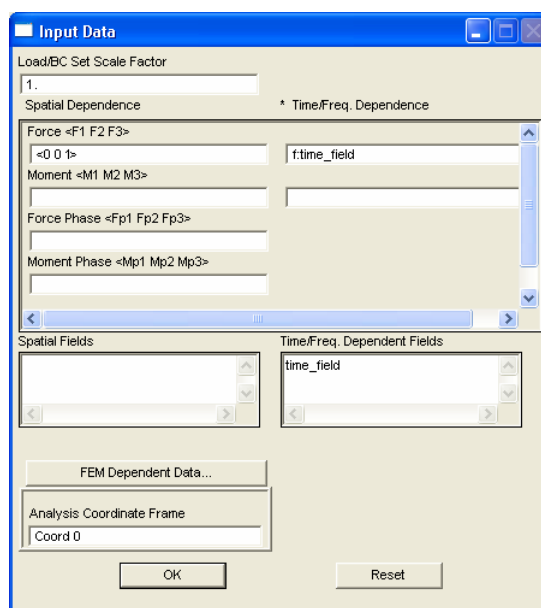 Input Data
Load/BC Set Scale Factor
1.
Spatial Dependence * Time/Freq. Dependence
Force <F1 F2 F3>
<0 0 1> f:time_field
Moment <M1 M2 M3>
Force Phase <Fp1 Fp2 Fp3>
Moment Phase <Mp1 Mp2 Mp3>
Spatial Fields Time/Freq. Dependent Fields
time_field
FEM Dependent Data...
Analysis Coordinate Frame
Coord 0
OK Reset